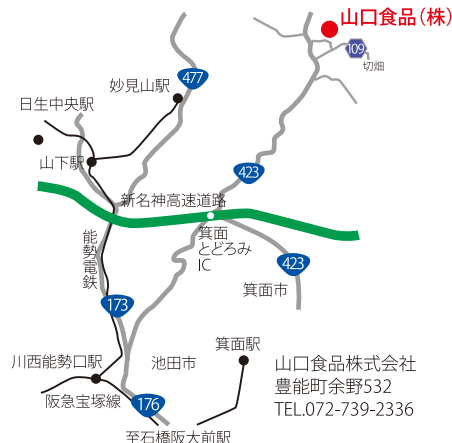 山口食品（株）
109
切畑
477
妙見山駅
日生中央駅
山下駅
423
新名神高速道路
箕面
とどろみ
IC
能勢電鉄
423
箕面市
173
川西能勢口駅
池田市
箕面駅
阪急宝塚線
176
至石橋阪大前駅
山口食品株式会社
豊能町余野532
TEL.072-739-2336